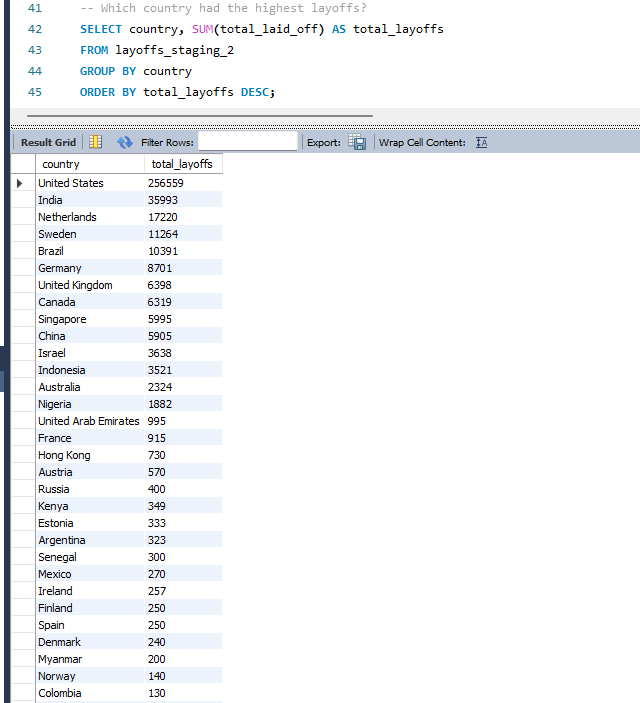 41 -- Which country had the highest layoffs?
42 SELECT country, SUM(total_laid_off) AS total_layoffs
43 FROM layoffs_staging_2
44 GROUP BY country
45 ORDER BY total_layoffs DESC;
Result Grid Filter Rows: Export: Wrap Cell Content: IA
country total_layoffs
United States 256559
India 35993
Netherlands 17220
Sweden 11264
Brazil 10391
Germany 8701
United Kingdom 6398
Canada 6319
Singapore 5995
China 5905
Israel 3638
Indonesia 3521
Australia 2324
Nigeria 1882
United Arab Emirates 995
France 915
Hong Kong 730
Austria 570
Russia 400
Kenya 349
Estonia 333
Argentina 323
Senegal 300
Mexico 270
Ireland 257
Finland 250
Spain 250
Denmark 240
Myanmar 200
Norway 140
Colombia 130